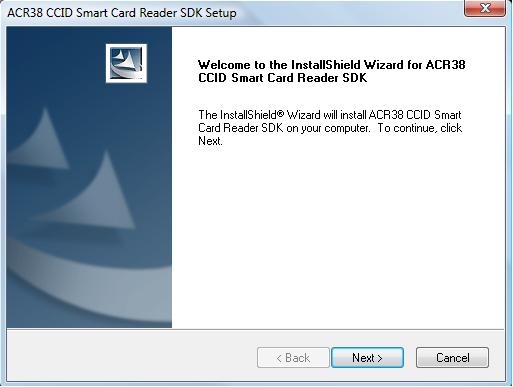 ACR38 CCID Smart Card Reader SDK Setup
Welcome to the InstallShield Wizard for ACR38
CCID Smart Card Reader SDK
The InstallShield® Wizard will install ACR38 CCID Smart
Card Reader SDK on your computer. To continue, click
Next.
< Back
Next >
Cancel